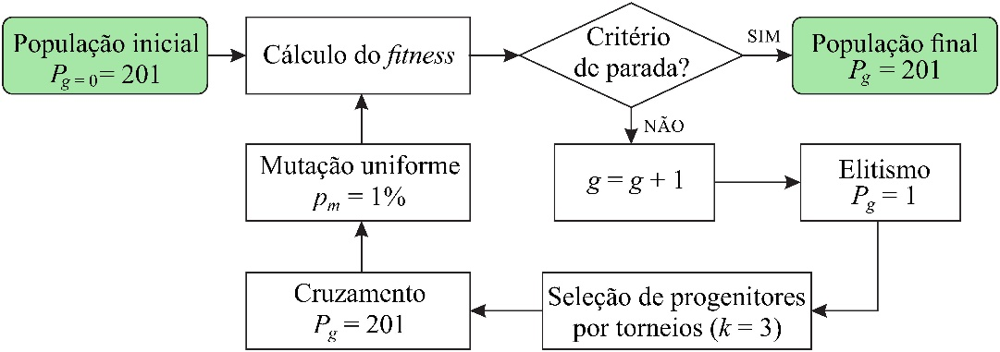 População inicial
P_{g = 0} = 201
Cálculo do fitness
Critério
de parada?
SIM
População final
P_g = 201
NÃO
g = g + 1
Elitismo
P_g = 1
Seleção de progenitores
por torneios (k = 3)
Cruzamento
P_g = 201
Mutação uniforme
p_m = 1%